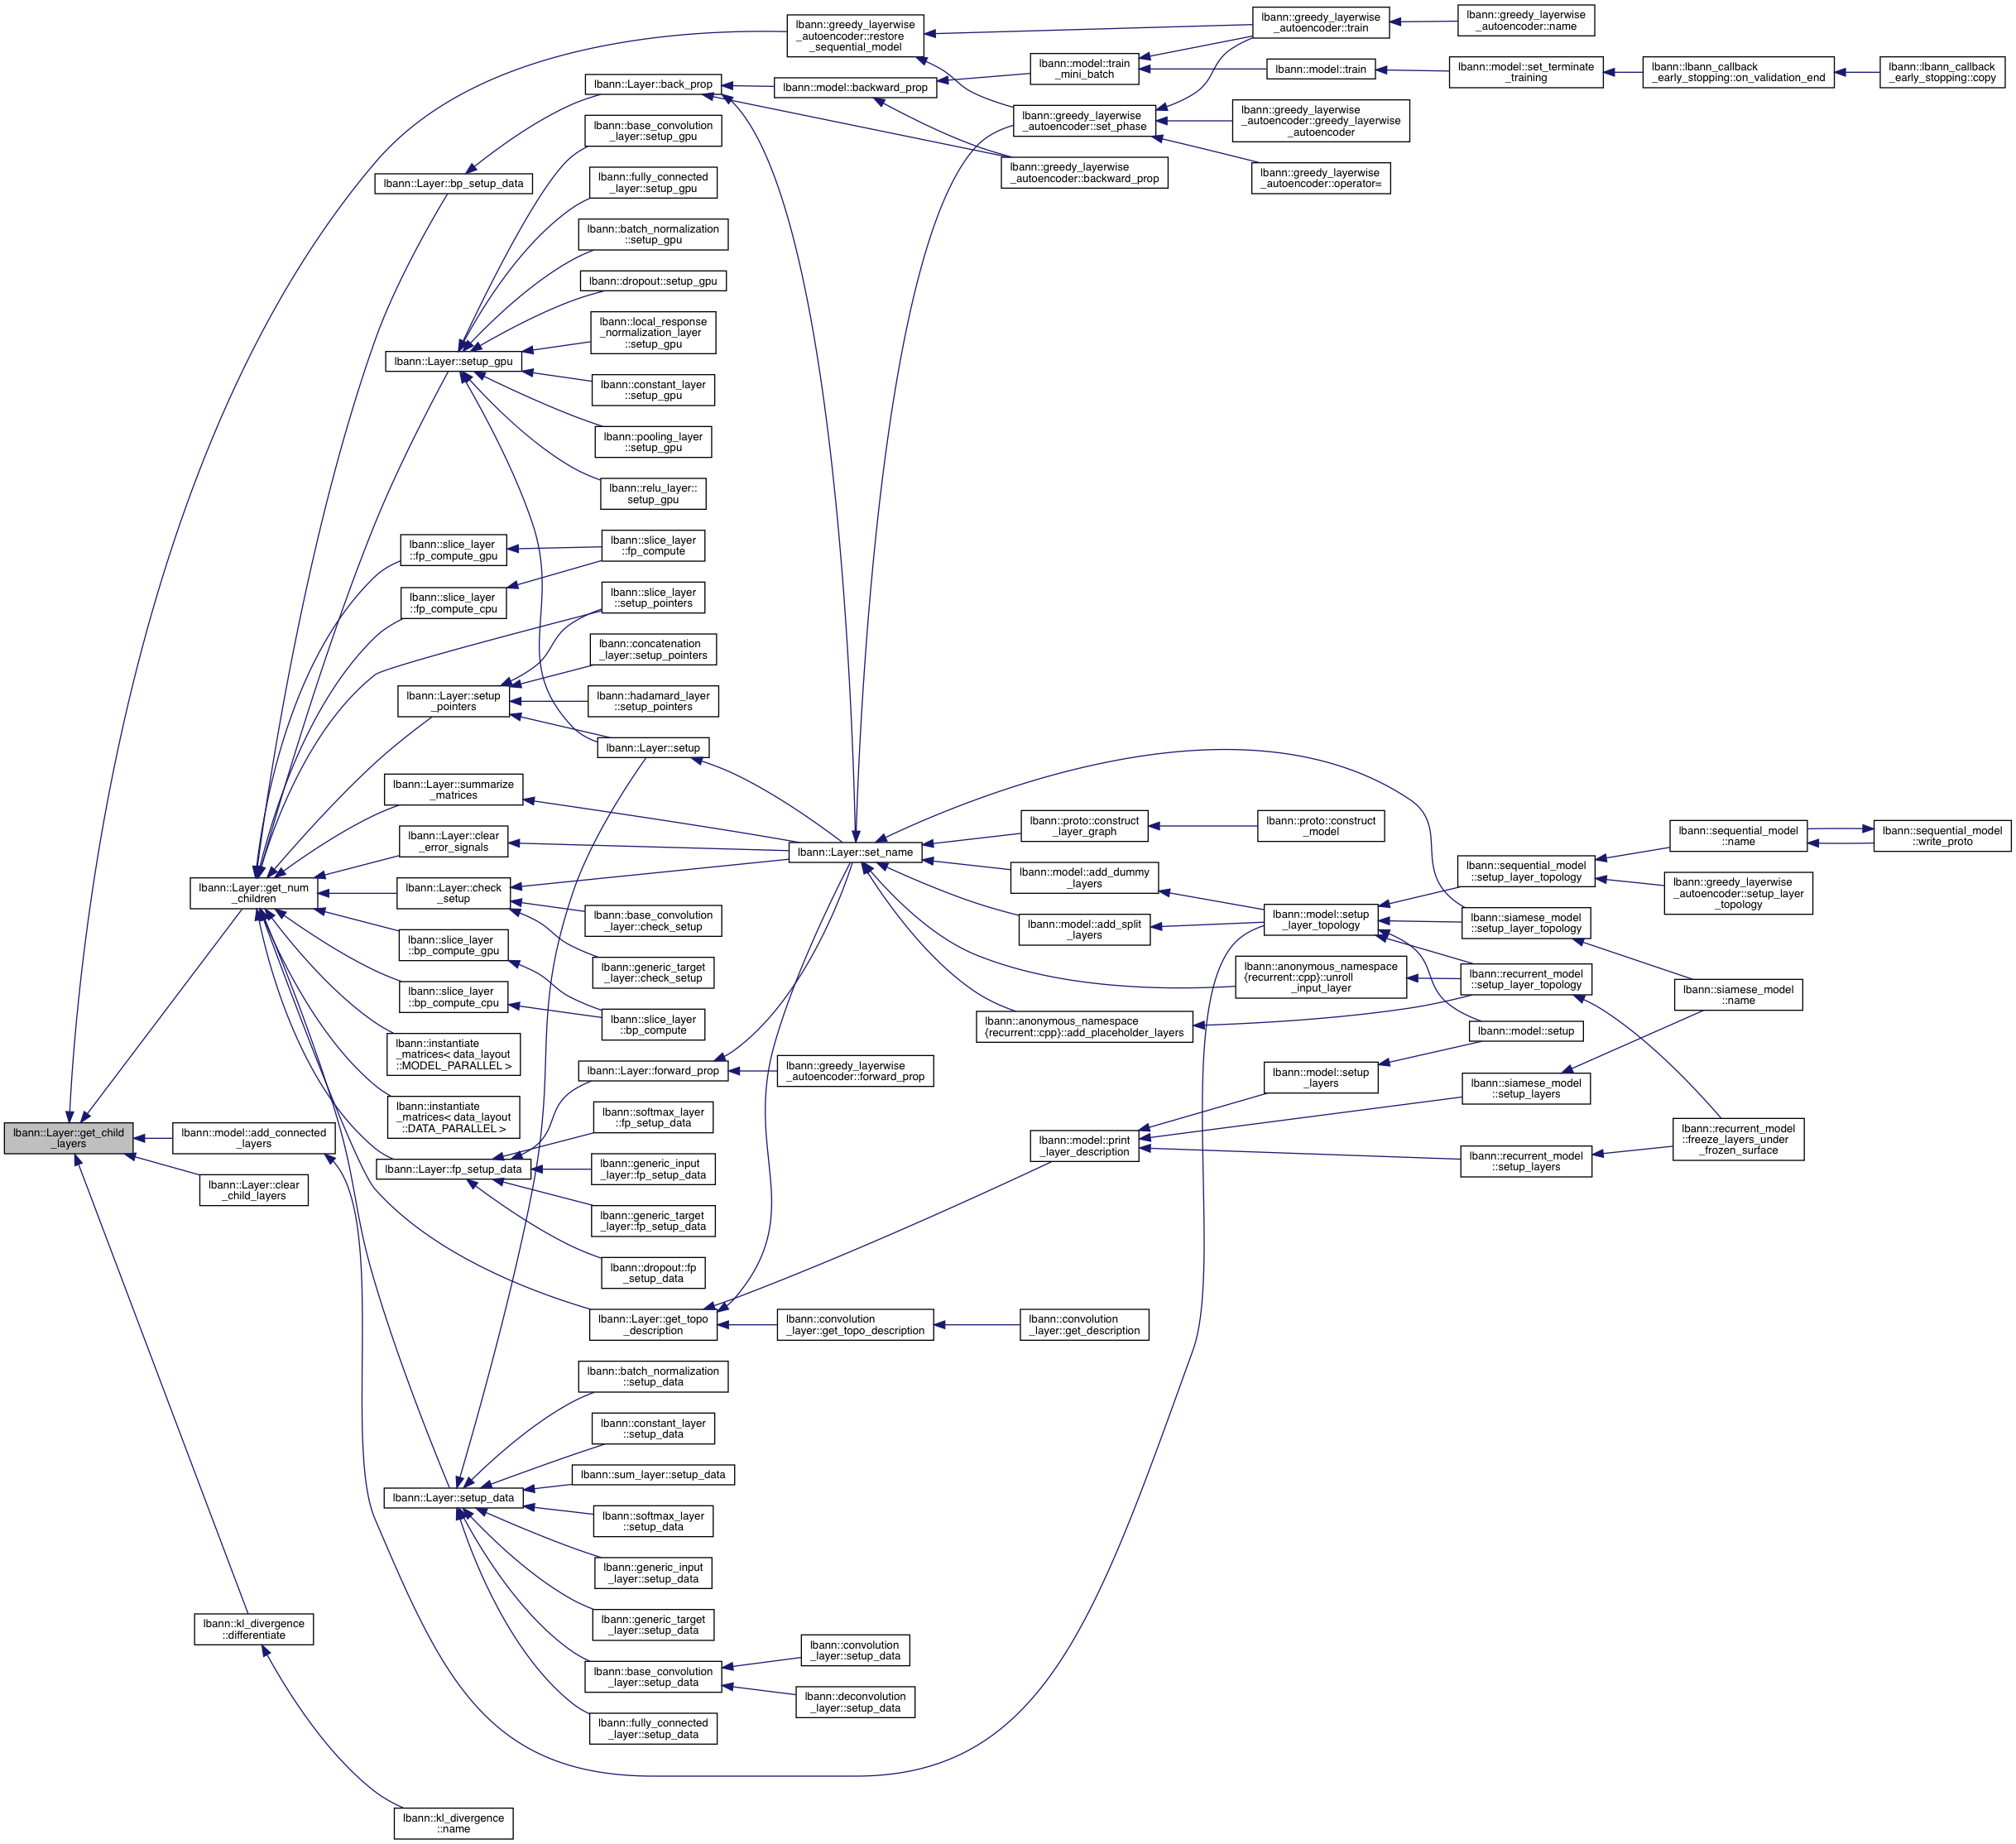 lbann::Layer::get_child
_layers
lbann::greedy_layerwise
_autoencoder::restore
_sequential_model
lbann::Layer::get_num
_children
lbann::model::add_connected
_layers
lbann::Layer::clear
_child_layers
lbann::kl_divergence
::differentiate
lbann::kl_divergence
::name
lbann::Layer::bp_setup_data
lbann::Layer::setup_gpu
lbann::slice_layer
::fp_compute_gpu
lbann::slice_layer
::fp_compute_cpu
lbann::Layer::setup
_pointers
lbann::Layer::summarize
_matrices
lbann::Layer::clear
_error_signals
lbann::Layer::check
_setup
lbann::slice_layer
::bp_compute_gpu
lbann::slice_layer
::bp_compute_cpu
lbann::instantiate
_matrices< data_layout
::MODEL_PARALLEL >
lbann::instantiate
_matrices< data_layout
::DATA_PARALLEL >
lbann::Layer::fp_setup_data
lbann::Layer::setup_data
lbann::Layer::back_prop
lbann::base_convolution
_layer::setup_gpu
lbann::fully_connected
_layer::setup_gpu
lbann::batch_normalization
::setup_gpu
lbann::dropout::setup_gpu
lbann::local_response
_normalization_layer
::setup_gpu
lbann::constant_layer
::setup_gpu
lbann::pooling_layer
::setup_gpu
lbann::relu_layer::
setup_gpu
lbann::slice_layer
::fp_compute
lbann::slice_layer
::setup_pointers
lbann::concatenation
_layer::setup_pointers
lbann::hadamard_layer
::setup_pointers
lbann::Layer::setup
lbann::base_convolution
_layer::check_setup
lbann::generic_target
_layer::check_setup
lbann::slice_layer
::bp_compute
lbann::Layer::forward_prop
lbann::softmax_layer
::fp_setup_data
lbann::generic_input
_layer::fp_setup_data
lbann::generic_target
_layer::fp_setup_data
lbann::dropout::fp
_setup_data
lbann::Layer::get_topo
_description
lbann::batch_normalization
::setup_data
lbann::constant_layer
::setup_data
lbann::sum_layer::setup_data
lbann::softmax_layer
::setup_data
lbann::generic_input
_layer::setup_data
lbann::generic_target
_layer::setup_data
lbann::base_convolution
_layer::setup_data
lbann::fully_connected
_layer::setup_data
lbann::model::backward_prop
lbann::Layer::set_name
lbann::greedy_layerwise
_autoencoder::forward_prop
lbann::convolution
_layer::get_topo_description
lbann::convolution
_layer::setup_data
lbann::deconvolution
_layer::setup_data
lbann::model::train
_mini_batch
lbann::greedy_layerwise
_autoencoder::set_phase
lbann::greedy_layerwise
_autoencoder::backward_prop
lbann::proto::construct
_layer_graph
lbann::model::add_dummy
_layers
lbann::model::add_split
_layers
lbann::anonymous_namespace
{recurrent::cpp}::add_placeholder_layers
lbann::model::print
_layer_description
lbann::convolution
_layer::get_description
lbann::greedy_layerwise
_autoencoder::train
lbann::model::train
lbann::greedy_layerwise
_autoencoder::greedy_layerwise
_autoencoder
lbann::greedy_layerwise
_autoencoder::operator=
lbann::proto::construct
_model
lbann::model::setup
_layer_topology
lbann::anonymous_namespace
{recurrent::cpp}::unroll
_input_layer
lbann::model::setup
_layers
lbann::greedy_layerwise
_autoencoder::name
lbann::model::set_terminate
_training
lbann::sequential_model
::setup_layer_topology
lbann::siamese_model
::setup_layer_topology
lbann::recurrent_model
::setup_layer_topology
lbann::model::setup
lbann::siamese_model
::setup_layers
lbann::recurrent_model
::setup_layers
lbann::lbann_callback
_early_stopping::on_validation_end
lbann::sequential_model
::name
lbann::greedy_layerwise
_autoencoder::setup_layer
_topology
lbann::siamese_model
::name
lbann::recurrent_model
::freeze_layers_under
_frozen_surface
lbann::lbann_callback
_early_stopping::copy
lbann::sequential_model
::write_proto